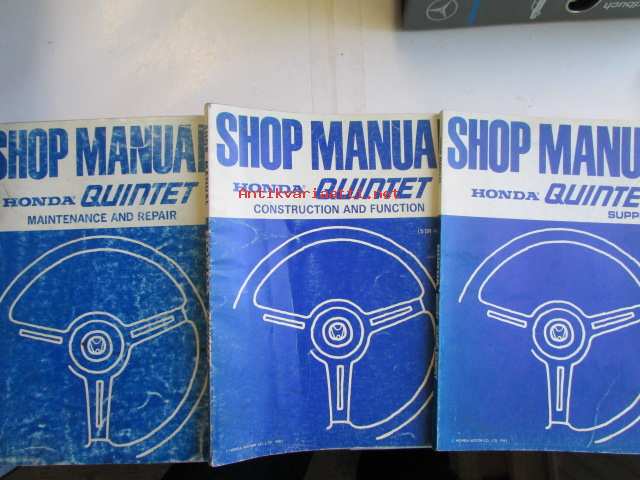 SHOP MANUA
HONDA QUINTET
MAINTENANCE AND REPAIR
SHOP MANUA
HONDA QUINTET
CONSTRUCTION AND FUNCTION
SHOP MANUA
HONDA QUINTE
SUPP
Antikvariaatti.net